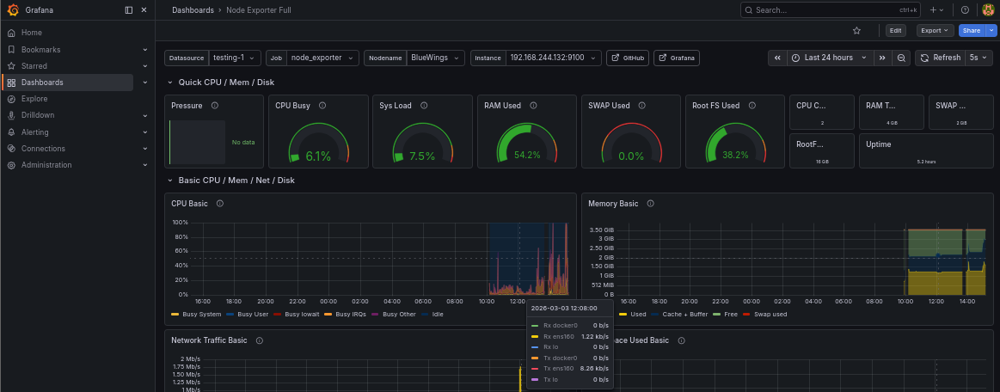 Grafana
Dashboards > Node Exporter Full
Search...
ctrl+k
Home
Bookmarks
Starred
Dashboards
Explore
Drilldown
Alerting
Connections
Administration
Edit
Export
Share
Datasource testing-1 Job node_exporter Nodename BlueWings Instance 192.168.244.132:9100 GitHub Grafana
Last 24 hours Refresh 5s
Quick CPU / Mem / Disk
Pressure
No data
CPU Busy
6.1%
Sys Load
7.5%
RAM Used
54.2%
SWAP Used
0.0%
Root FS Used
38.2%
CPU C...
2
RAM T...
4 GiB
SWAP ...
2 GiB
RootF...
Uptime
5.2 hours
Basic CPU / Mem / Net / Disk
CPU Basic
100%
80%
60%
40%
20%
0%
16:00 18:00 20:00 22:00 00:00 02:00 04:00 06:00 08:00 10:00 12:00
Busy System Busy User Busy Iowait Busy IRQs Busy Other Idle
Memory Basic
3.50 GiB
3 GiB
2.50 GiB
2 GiB
1.50 GiB
1 GiB
512 MiB
0 B
16:00 18:00 20:00 22:00 00:00 02:00 04:00 06:00 08:00 10:00 12:00 14:00
Used Cache + Buffer Free Swap used
2026-03-03 12:08:00
Rx docker0 0 b/s
Rx ens160 1.22 kb/s
Rx lo 0 b/s
Tx docker0 0 b/s
Tx ens160 8.26 kb/s
Tx lo 0 b/s
Network Traffic Basic
2 Mb/s
1.75 Mb/s
1.50 Mb/s
1.25 Mb/s
1 Mb/s
ace Used Basic